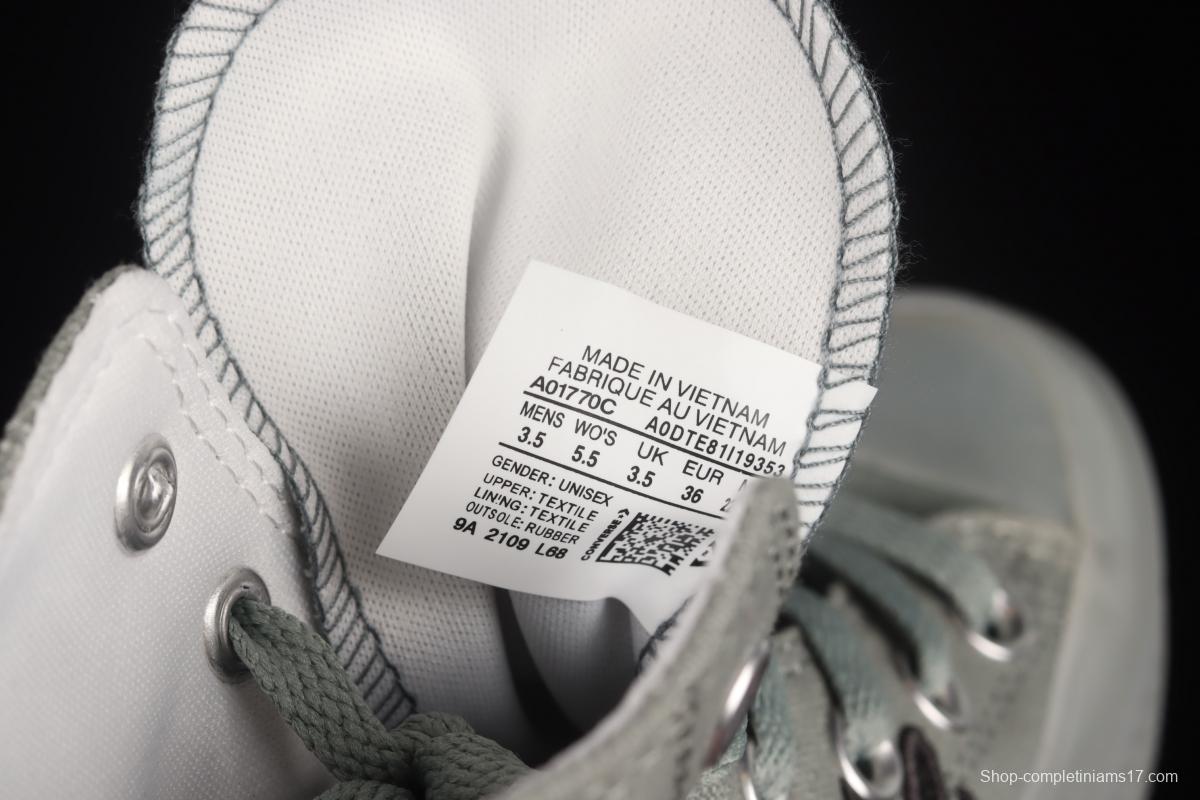 MADE IN VIETNAM
FABRIQUE AU VIETNAM
A01770C A0DTE81I19353
MENS WO'S UK EUR
3.5 5.5 3.5 36
GENDER: UNISEX
UPPER: TEXTILE
LINING: TEXTILE
OUTSOLE: RUBBER
9A 2109 L68
CONVERSE
Shop-completiniams17.com